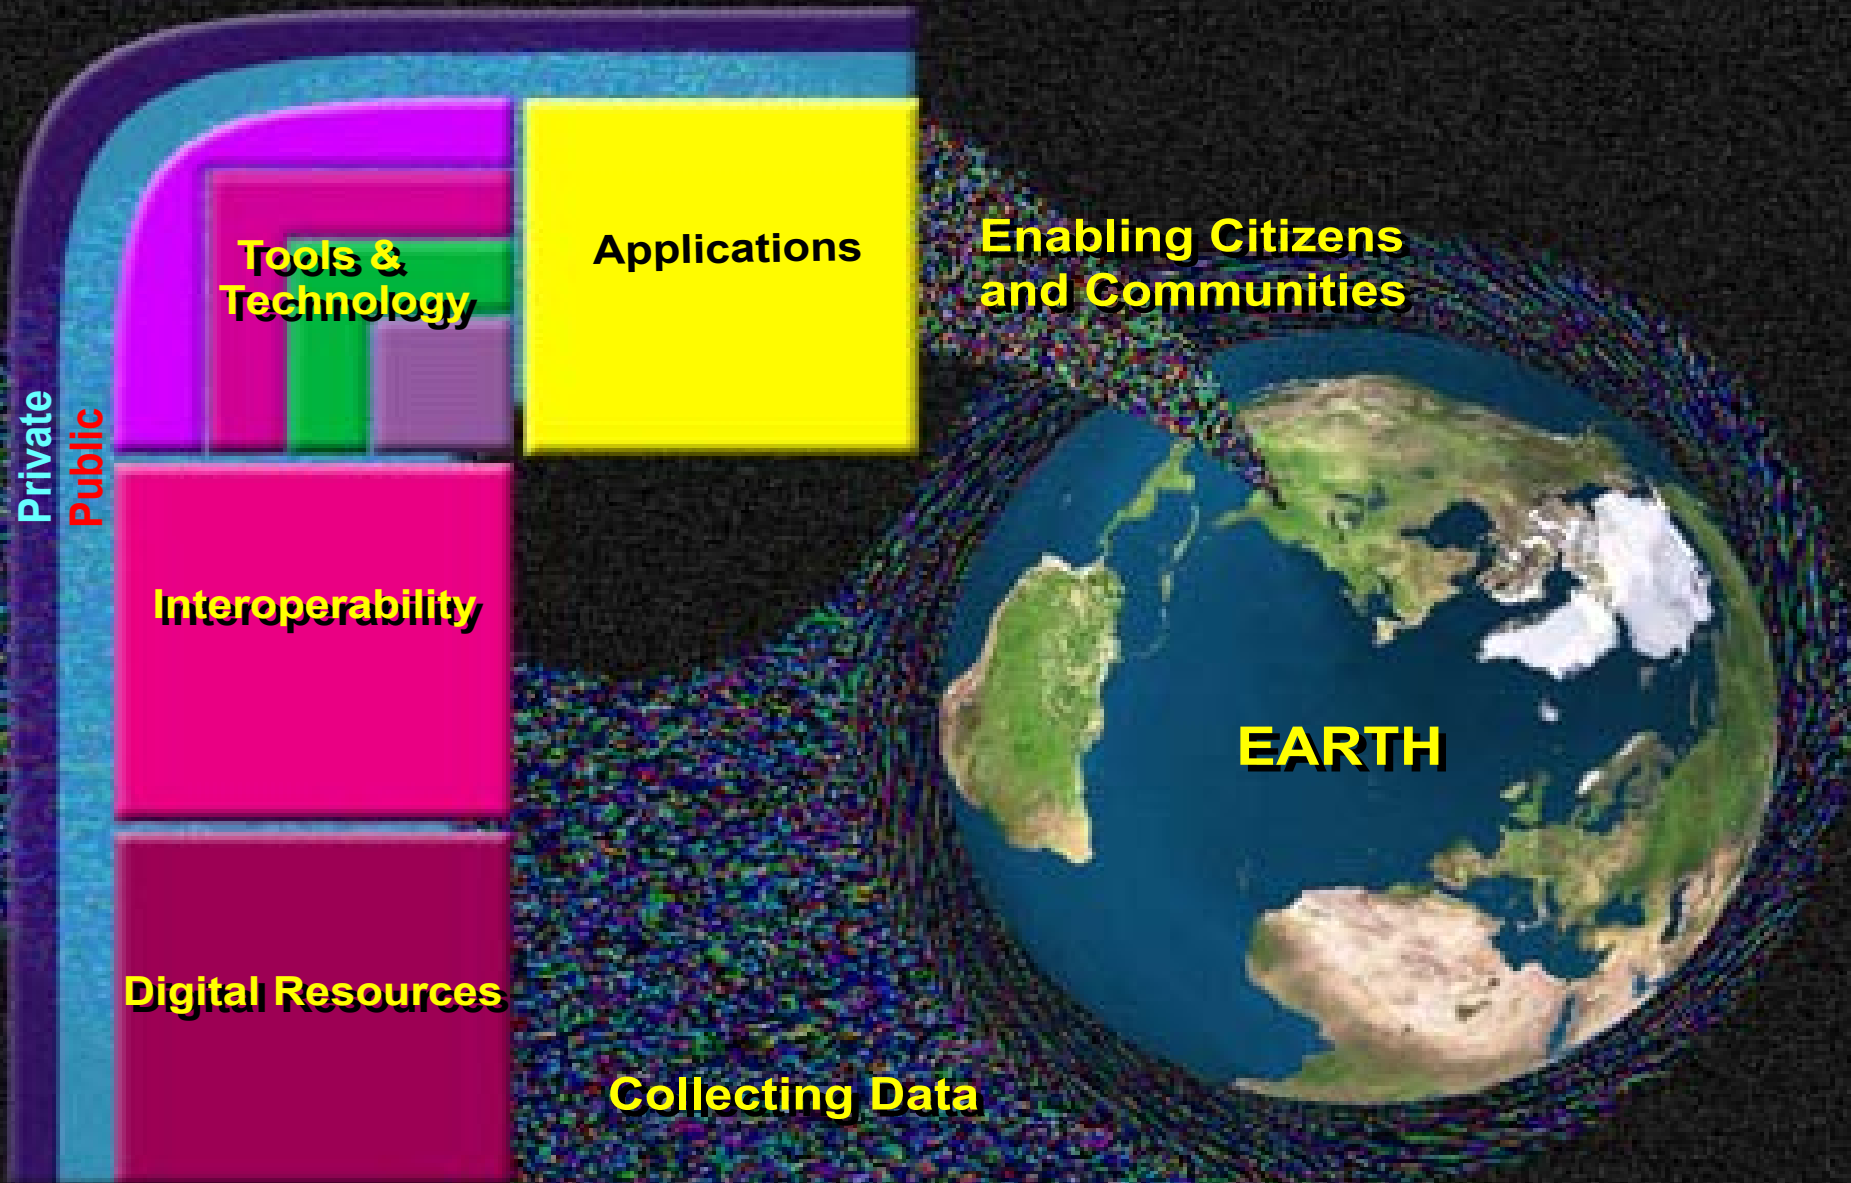 Private
Public
Tools &
Technology
Applications
Enabling Citizens
and Communities
Interoperability
EARTH
Digital Resources
Collecting Data